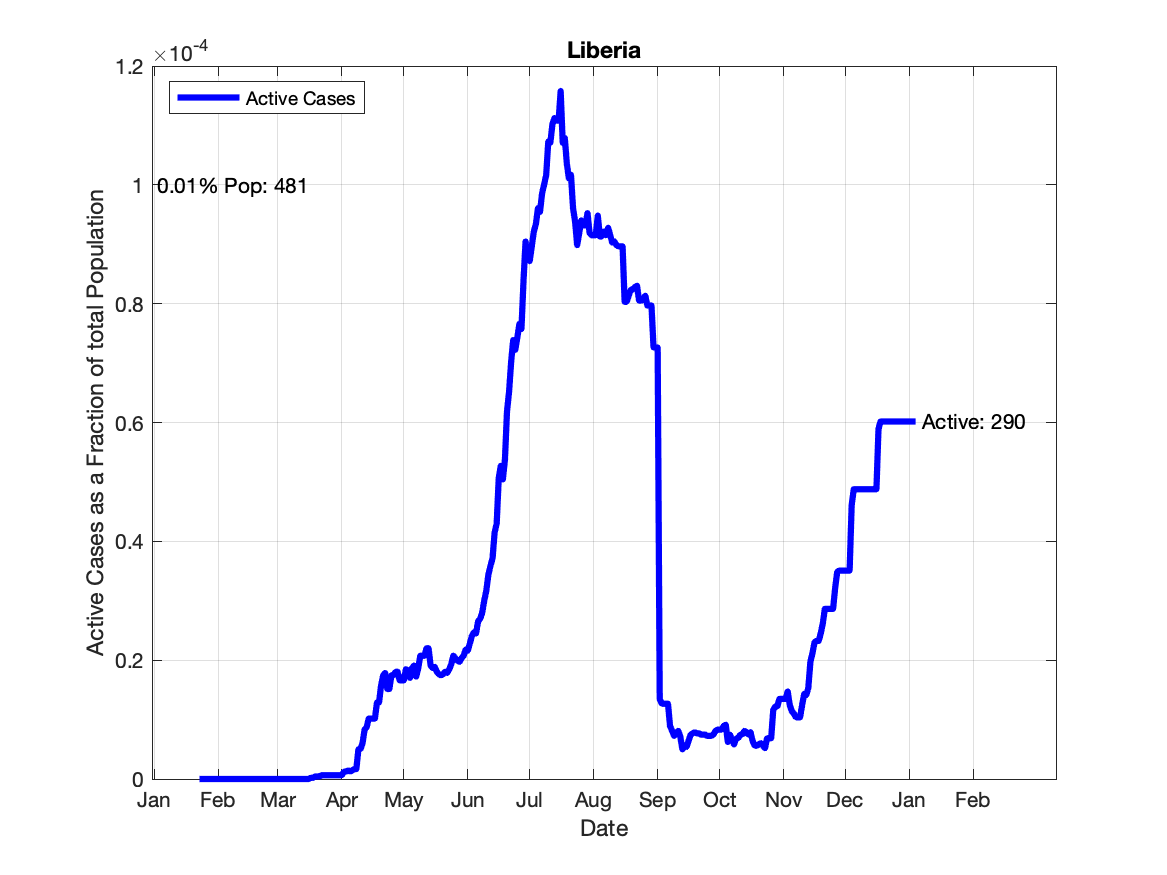 Liberia
×10⁻⁴
1.2
1
0.8
0.6
0.4
0.2
0
Active Cases
0.01% Pop: 481
Active: 290
Active Cases as a Fraction of total Population
Jan Feb Mar Apr May Jun Jul Aug Sep Oct Nov Dec Jan Feb
Date